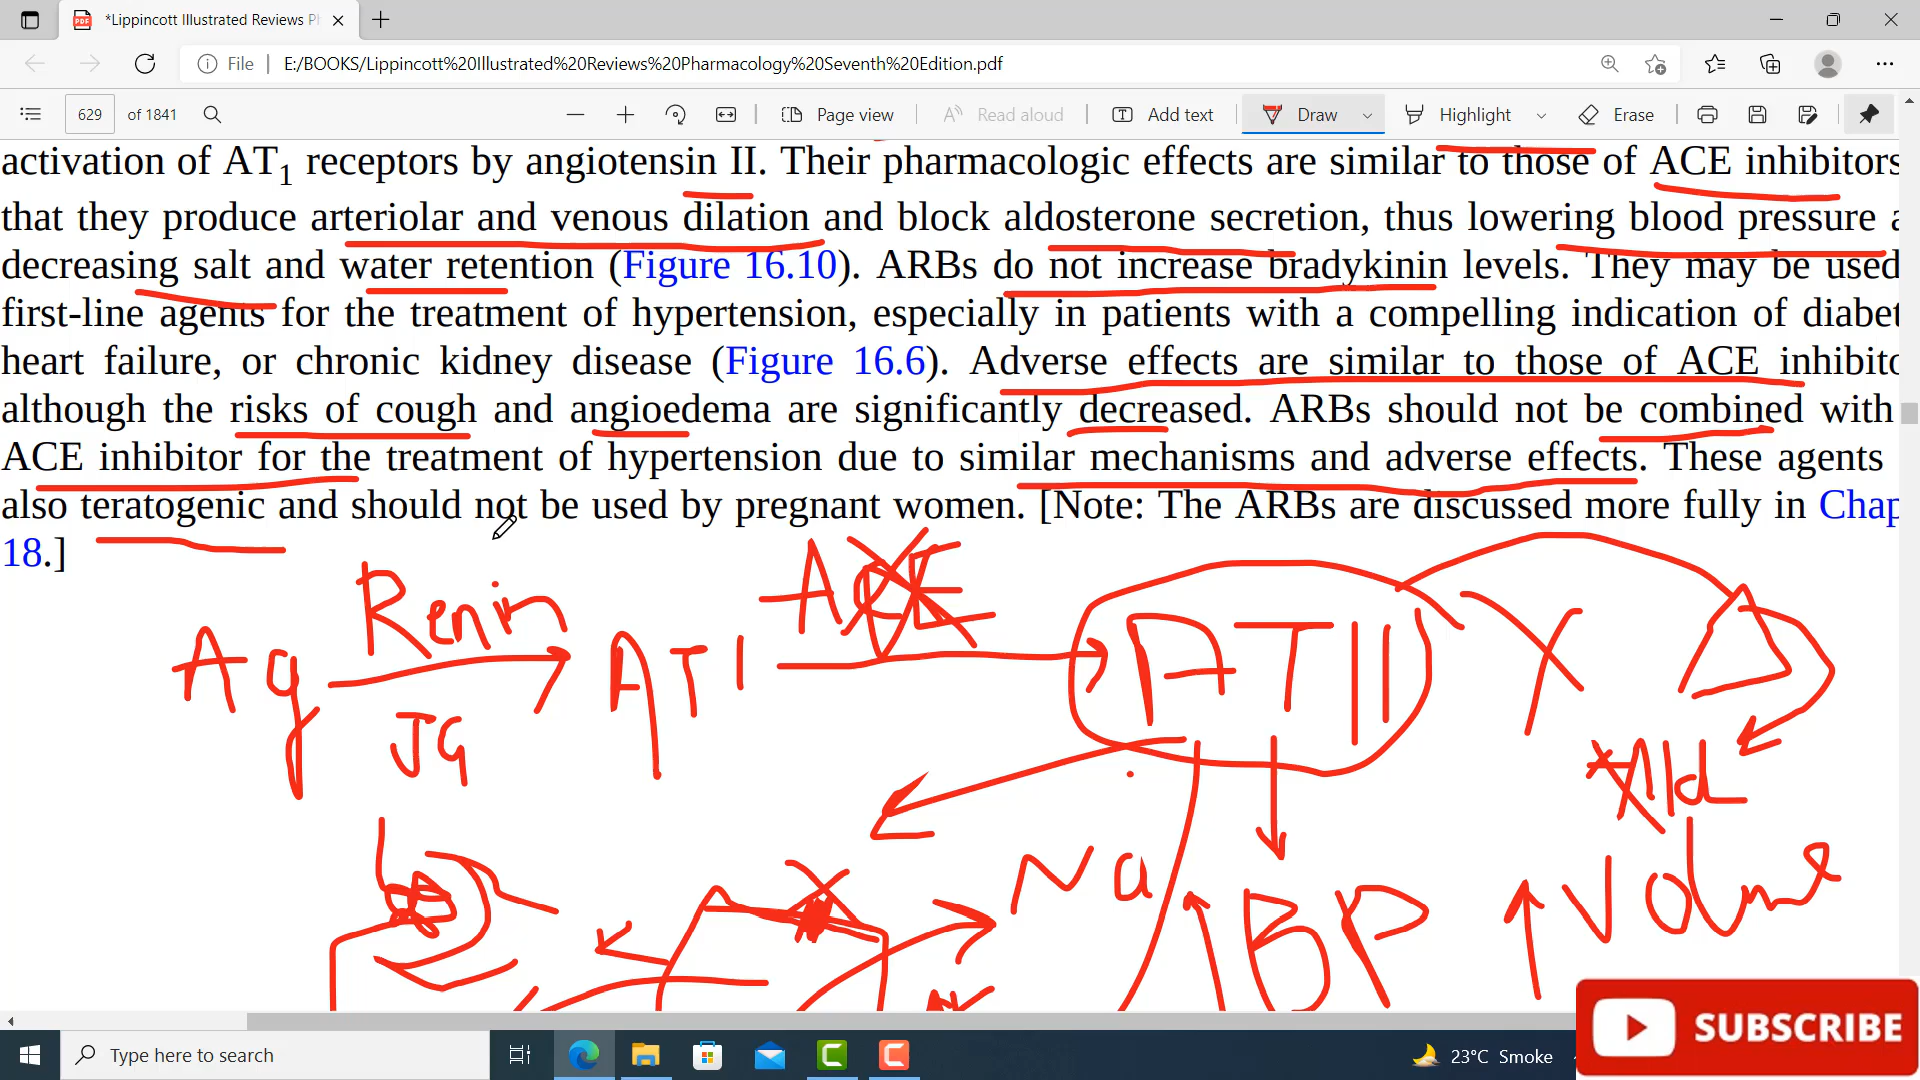 *Lippincott Illustrated Reviews Ph
File
E:/BOOKS/Lippincott%20Illustrated%20Reviews%20Pharmacology%20Seventh%20Edition.pdf
629 of 1841
Page view
Read aloud
Add text
Draw
Highlight
Erase
activation of AT1 receptors by angiotensin II. Their pharmacologic effects are similar to those of ACE inhibitors
that they produce arteriolar and venous dilation and block aldosterone secretion, thus lowering blood pressure a
decreasing salt and water retention (Figure 16.10). ARBs do not increase bradykinin levels. They may be used
first-line agents for the treatment of hypertension, especially in patients with a compelling indication of diabet
heart failure, or chronic kidney disease (Figure 16.6). Adverse effects are similar to those of ACE inhibito
although the risks of cough and angioedema are significantly decreased. ARBs should not be combined with
ACE inhibitor for the treatment of hypertension due to similar mechanisms and adverse effects. These agents
also teratogenic and should not be used by pregnant women. [Note: The ARBs are discussed more fully in Chap
18.]
Renin
ACE
Ag
AT I
AT II
JG
Ald
Na
BP
Volume
SUBSCRIBE
Type here to search
23°C Smoke